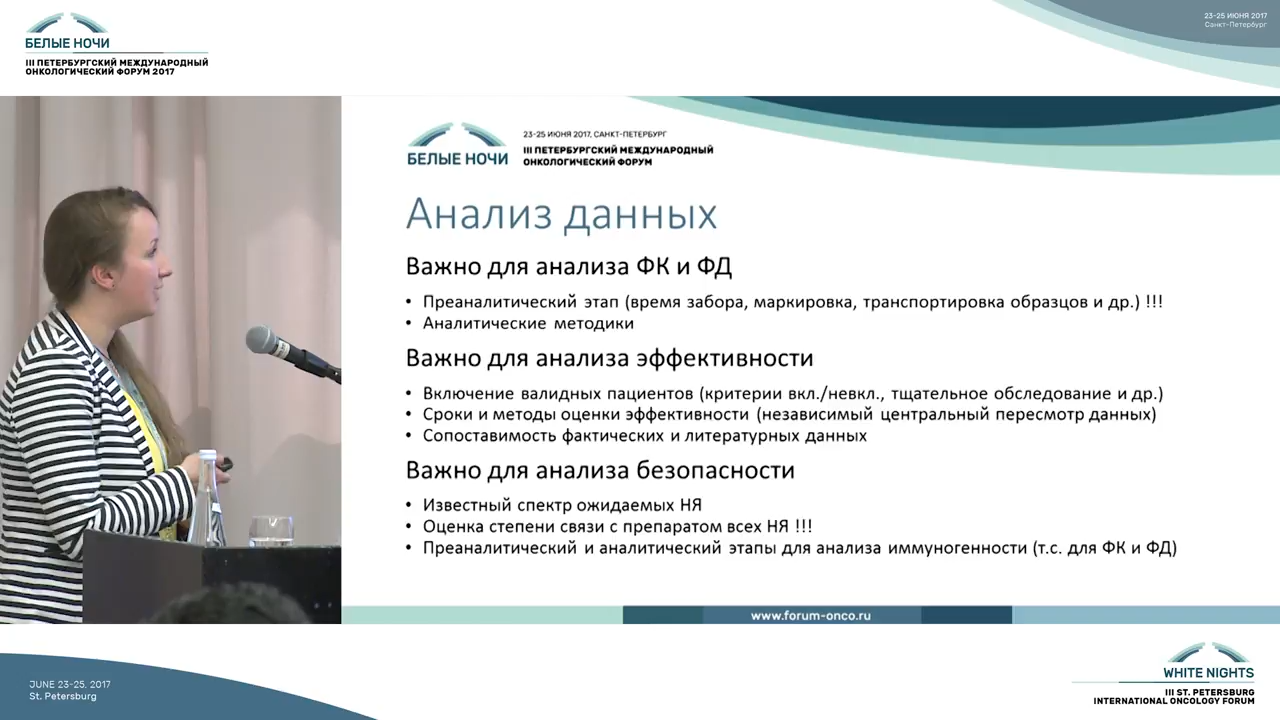 БЕЛЫЕ НОЧИ
III ПЕТЕРБУРГСКИЙ МЕЖДУНАРОДНЫЙ
ОНКОЛОГИЧЕСКИЙ ФОРУМ 2017
23-25 ИЮНЯ 2017
Санкт-Петербург
БЕЛЫЕ НОЧИ
23-25 ИЮНЯ 2017, САНКТ-ПЕТЕРБУРГ
III ПЕТЕРБУРГСКИЙ МЕЖДУНАРОДНЫЙ
ОНКОЛОГИЧЕСКИЙ ФОРУМ
Анализ данных
Важно для анализа ФК и ФД
• Преаналитический этап (время забора, маркировка, транспортировка образцов и др.) !!!
• Аналитические методики
Важно для анализа эффективности
• Включение валидных пациентов (критерии вкл./невкл., тщательное обследование и др.)
• Сроки и методы оценки эффективности (независимый центральный пересмотр данных)
• Сопоставимость фактических и литературных данных
Важно для анализа безопасности
• Известный спектр ожидаемых НЯ
• Оценка степени связи с препаратом всех НЯ !!!
• Преаналитический и аналитический этапы для анализа иммуногенности (т.с. для ФК и ФД)
www.forum-onco.ru
JUNE 23-25, 2017
St. Petersburg
WHITE NIGHTS
III ST. PETERSBURG
INTERNATIONAL ONCOLOGY FORUM